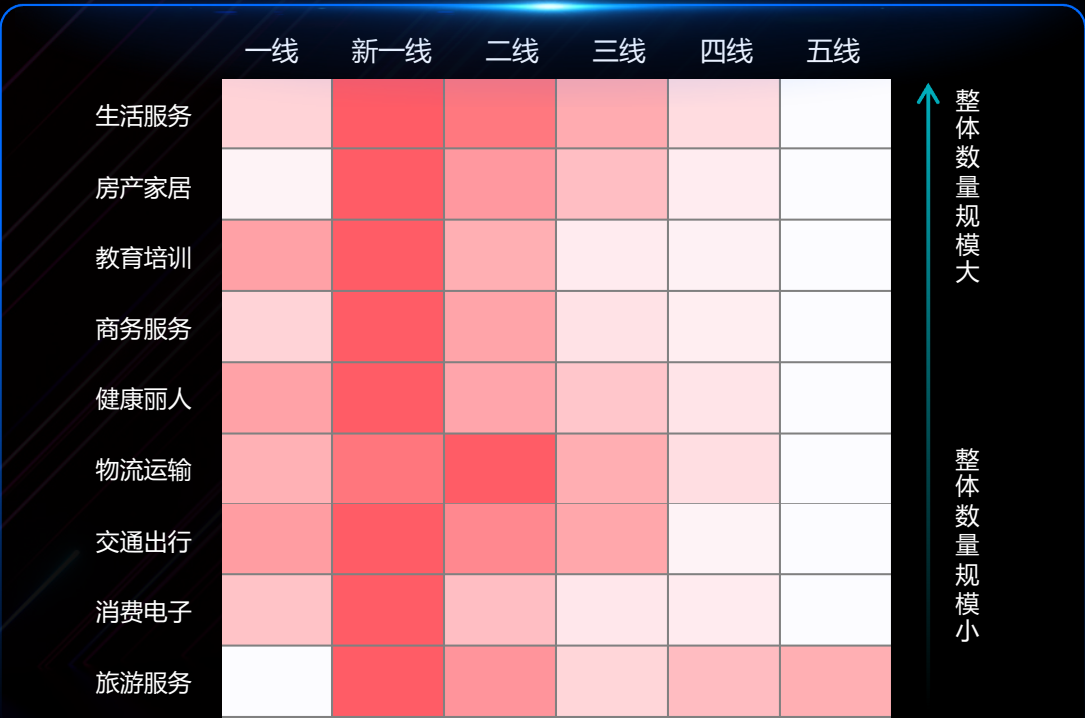 一线 新一线 二线 三线 四线 五线
生活服务
房产家居
教育培训
商务服务
健康丽人
物流运输
交通出行
消费电子
旅游服务
整体数量规模大
整体数量规模小